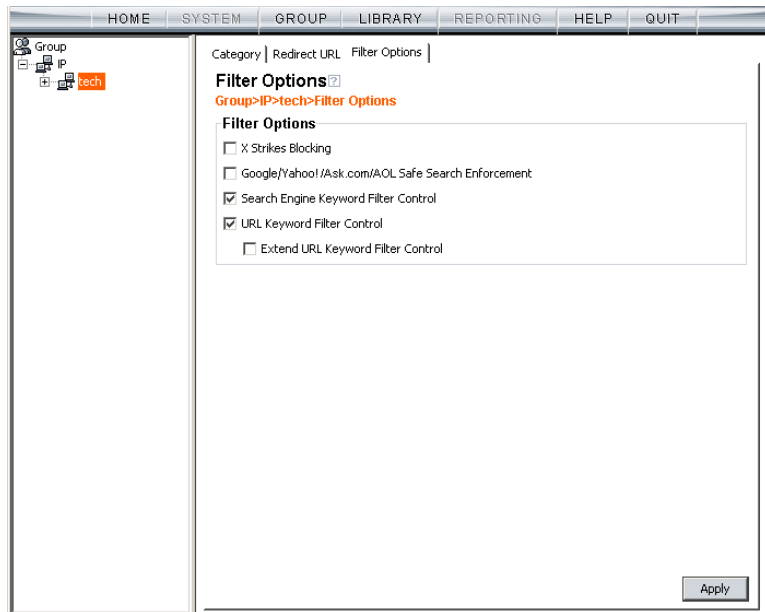 HOME SYSTEM GROUP LIBRARY REPORTING HELP QUIT
Group
IP
tech
Category Redirect URL Filter Options
Filter Options ?
Group>IP>tech>Filter Options
Filter Options
X Strikes Blocking
Google/Yahoo!/Ask.com/AOL Safe Search Enforcement
Search Engine Keyword Filter Control
URL Keyword Filter Control
Extend URL Keyword Filter Control
Apply